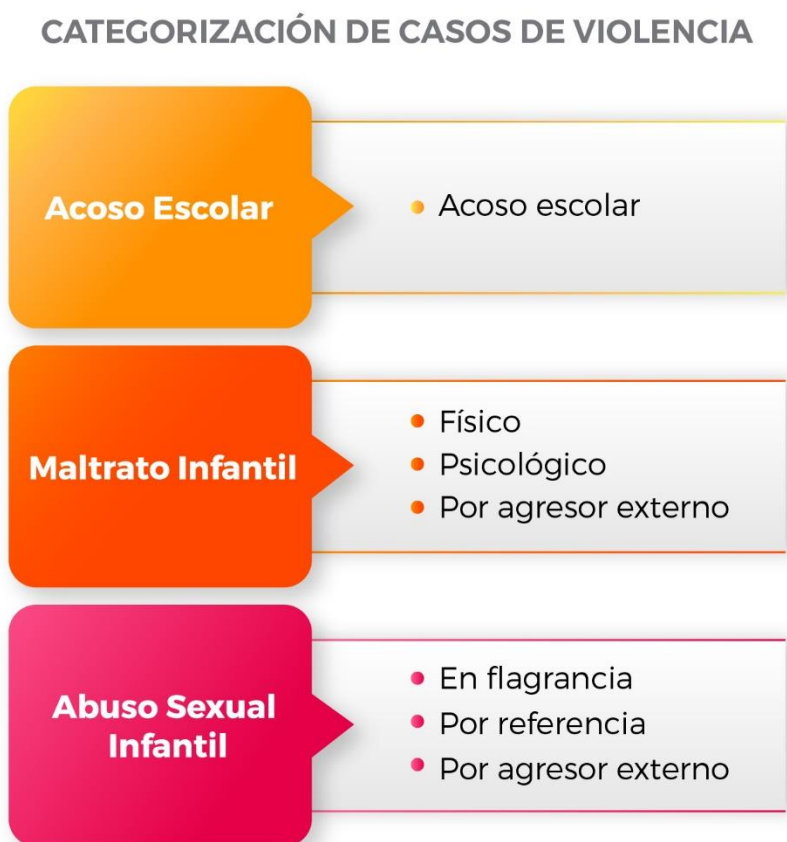 CATEGORIZACIÓN DE CASOS DE VIOLENCIA
Acoso Escolar
• Acoso escolar
Maltrato Infantil
• Físico
• Psicológico
• Por agresor externo
Abuso Sexual
Infantil
• En flagrancia
• Por referencia
• Por agresor externo